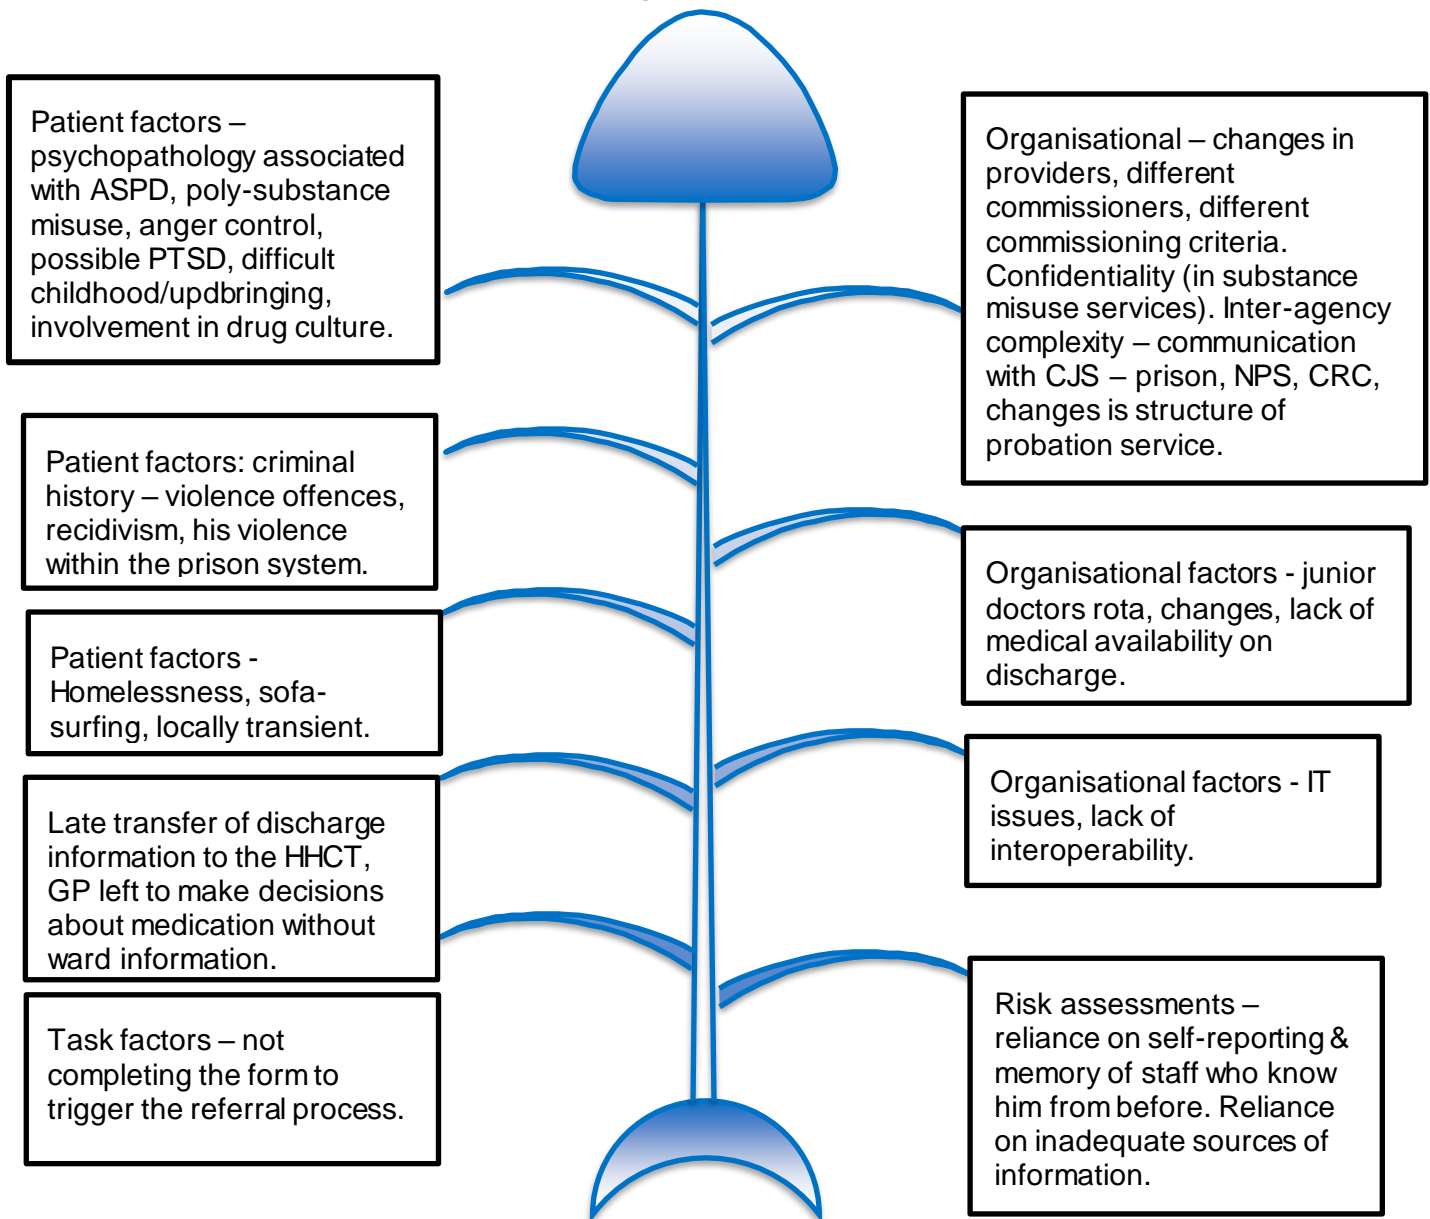 Patient factors –
psychopathology associated
with ASPD, poly-substance
misuse, anger control,
possible PTSD, difficult
childhood/updbringing,
involvement in drug culture.
Patient factors: criminal
history – violence offences,
recidivism, his violence
within the prison system.
Patient factors -
Homelessness, sofa-
surfing, locally transient.
Late transfer of discharge
information to the HHCT,
GP left to make decisions
about medication without
ward information.
Task factors – not
completing the form to
trigger the referral process.
Organisational – changes in
providers, different
commissioners, different
commissioning criteria.
Confidentiality (in substance
misuse services). Inter-agency
complexity – communication
with CJS – prison, NPS, CRC,
changes is structure of
probation service.
Organisational factors - junior
doctors rota, changes, lack of
medical availability on
discharge.
Organisational factors - IT
issues, lack of
interoperability.
Risk assessments –
reliance on self-reporting &
memory of staff who know
him from before. Reliance
on inadequate sources of
information.